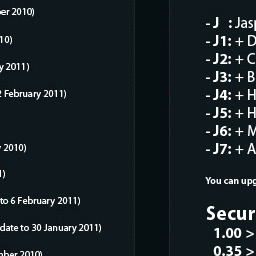 er 2010)
10)
y 2011)
2 February 2011)
2010)
)
to 6 February 2011)
date to 30 January 2011)
ber 2010)
- J : Jasp
- J1: + D
- J2: + C
- J3: + B
- J4: + H
- J5: + H
- J6: + M
- J7: + A
You can upg
Secur
1.00 >
0.35 >